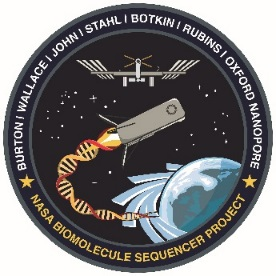 BURTON | WALLACE | JOHN | STAHL | BOTKIN | RUBINS | OXFORD NANOPORE
★ NASA BIOMOLECULE SEQUENCER PROJECT ★